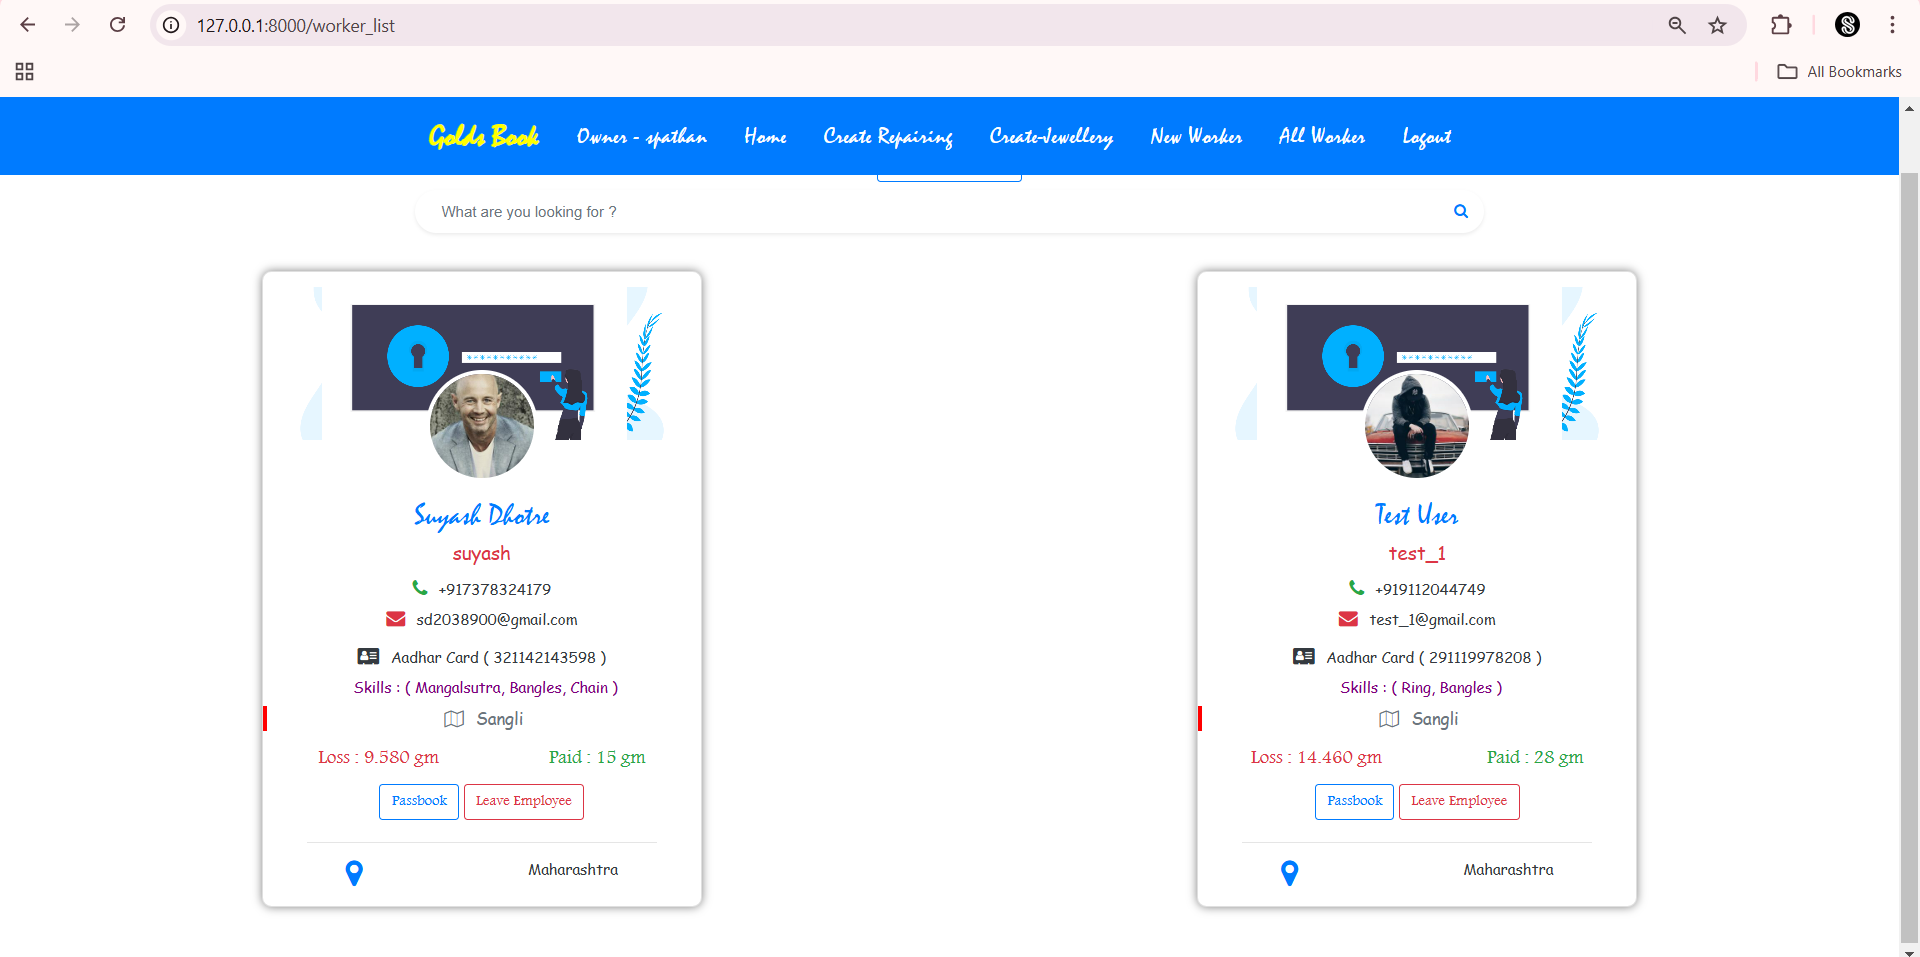 127.0.0.1:8000/worker_list
All Bookmarks
Golds Book Owner - spathan Home Create Repairing Create-Jewellery New Worker All Worker Logout
What are you looking for ?
Suyash Dhotre
suyash
+917378324179
sd2038900@gmail.com
Aadhar Card ( 321142143598 )
Skills : ( Mangalsutra, Bangles, Chain )
Sangli
Loss : 9.580 gm Paid : 15 gm
Passbook Leave Employee
Maharashtra
Test User
test_1
+919112044749
test_1@gmail.com
Aadhar Card ( 291119978208 )
Skills : ( Ring, Bangles )
Sangli
Loss : 14.460 gm Paid : 28 gm
Passbook Leave Employee
Maharashtra